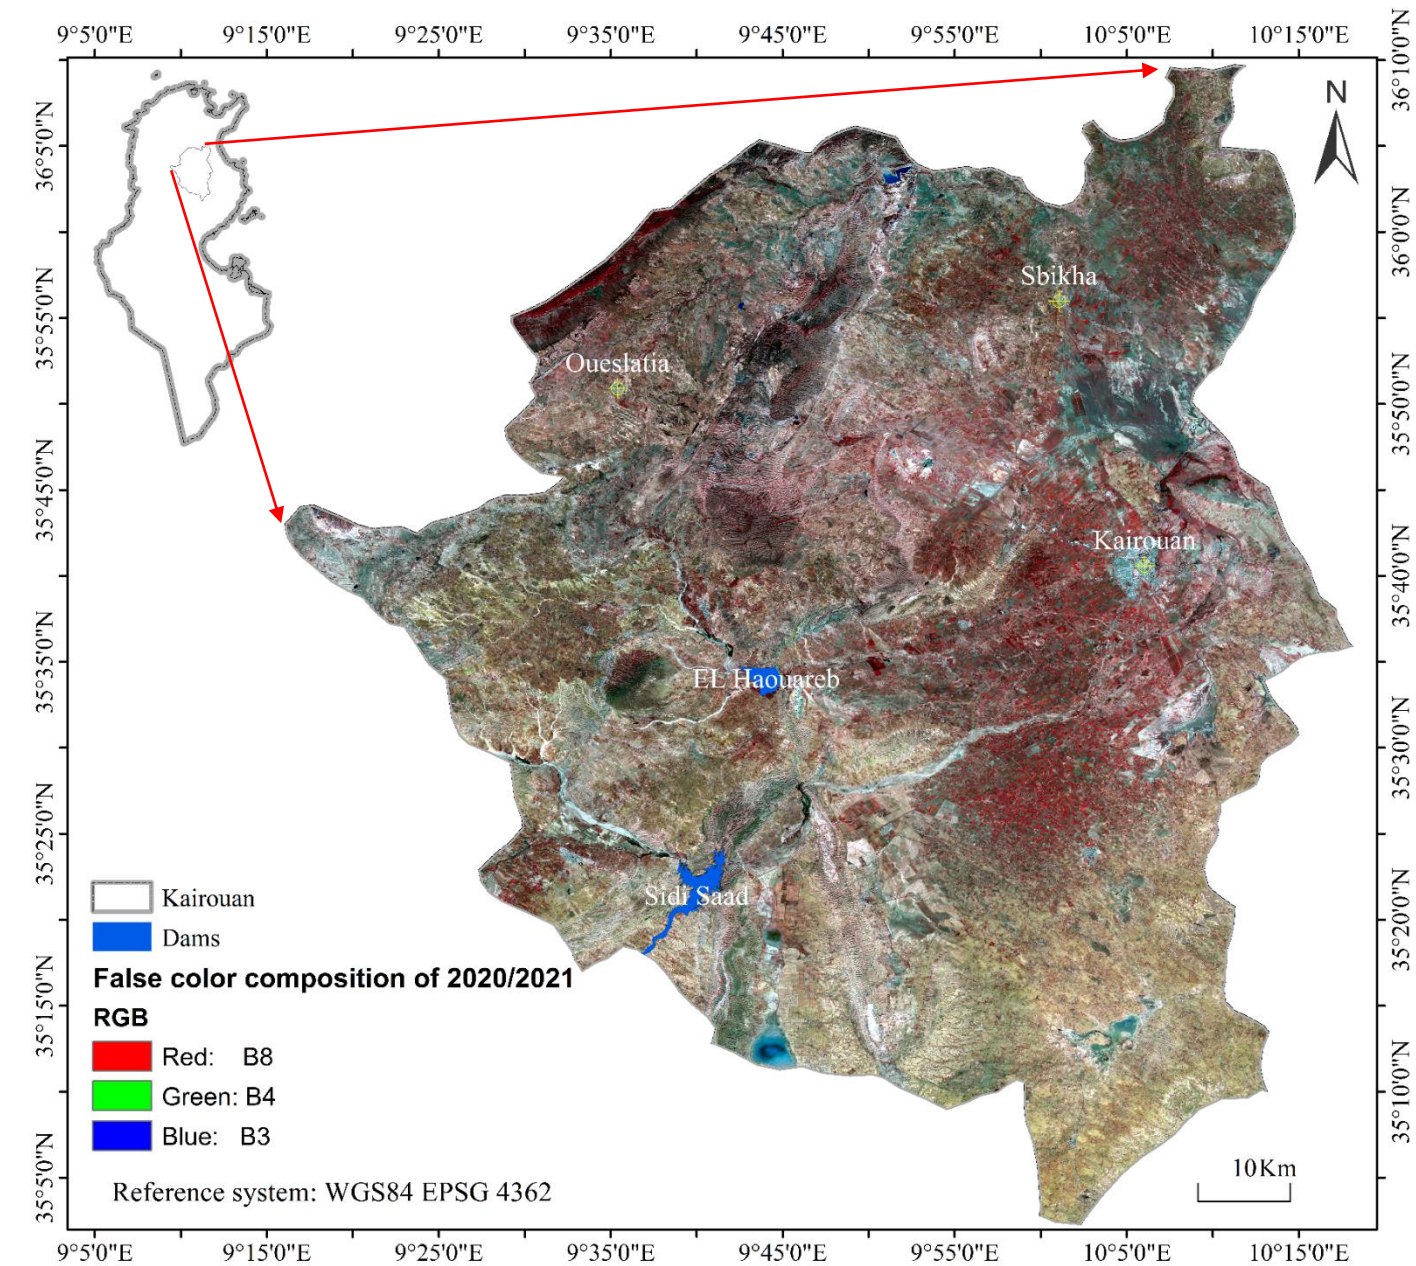 9°5'0"E 9°15'0"E 9°25'0"E 9°35'0"E 9°45'0"E 9°55'0"E 10°5'0"E 10°15'0"E
36°5'0"N
35°55'0"N
35°45'0"N
35°35'0"N
35°25'0"N
35°15'0"N
35°5'0"N
36°10'0"N
36°0'0"N
35°50'0"N
35°40'0"N
35°30'0"N
35°20'0"N
35°10'0"N
N
Sbikha
Oueslatia
Kairouan
EL Haouareb
Sidi Saad
Kairouan
Dams
False color composition of 2020/2021
RGB
Red: B8
Green: B4
Blue: B3
Reference system: WGS84 EPSG 4362
10Km
9°5'0"E 9°15'0"E 9°25'0"E 9°35'0"E 9°45'0"E 9°55'0"E 10°5'0"E 10°15'0"E